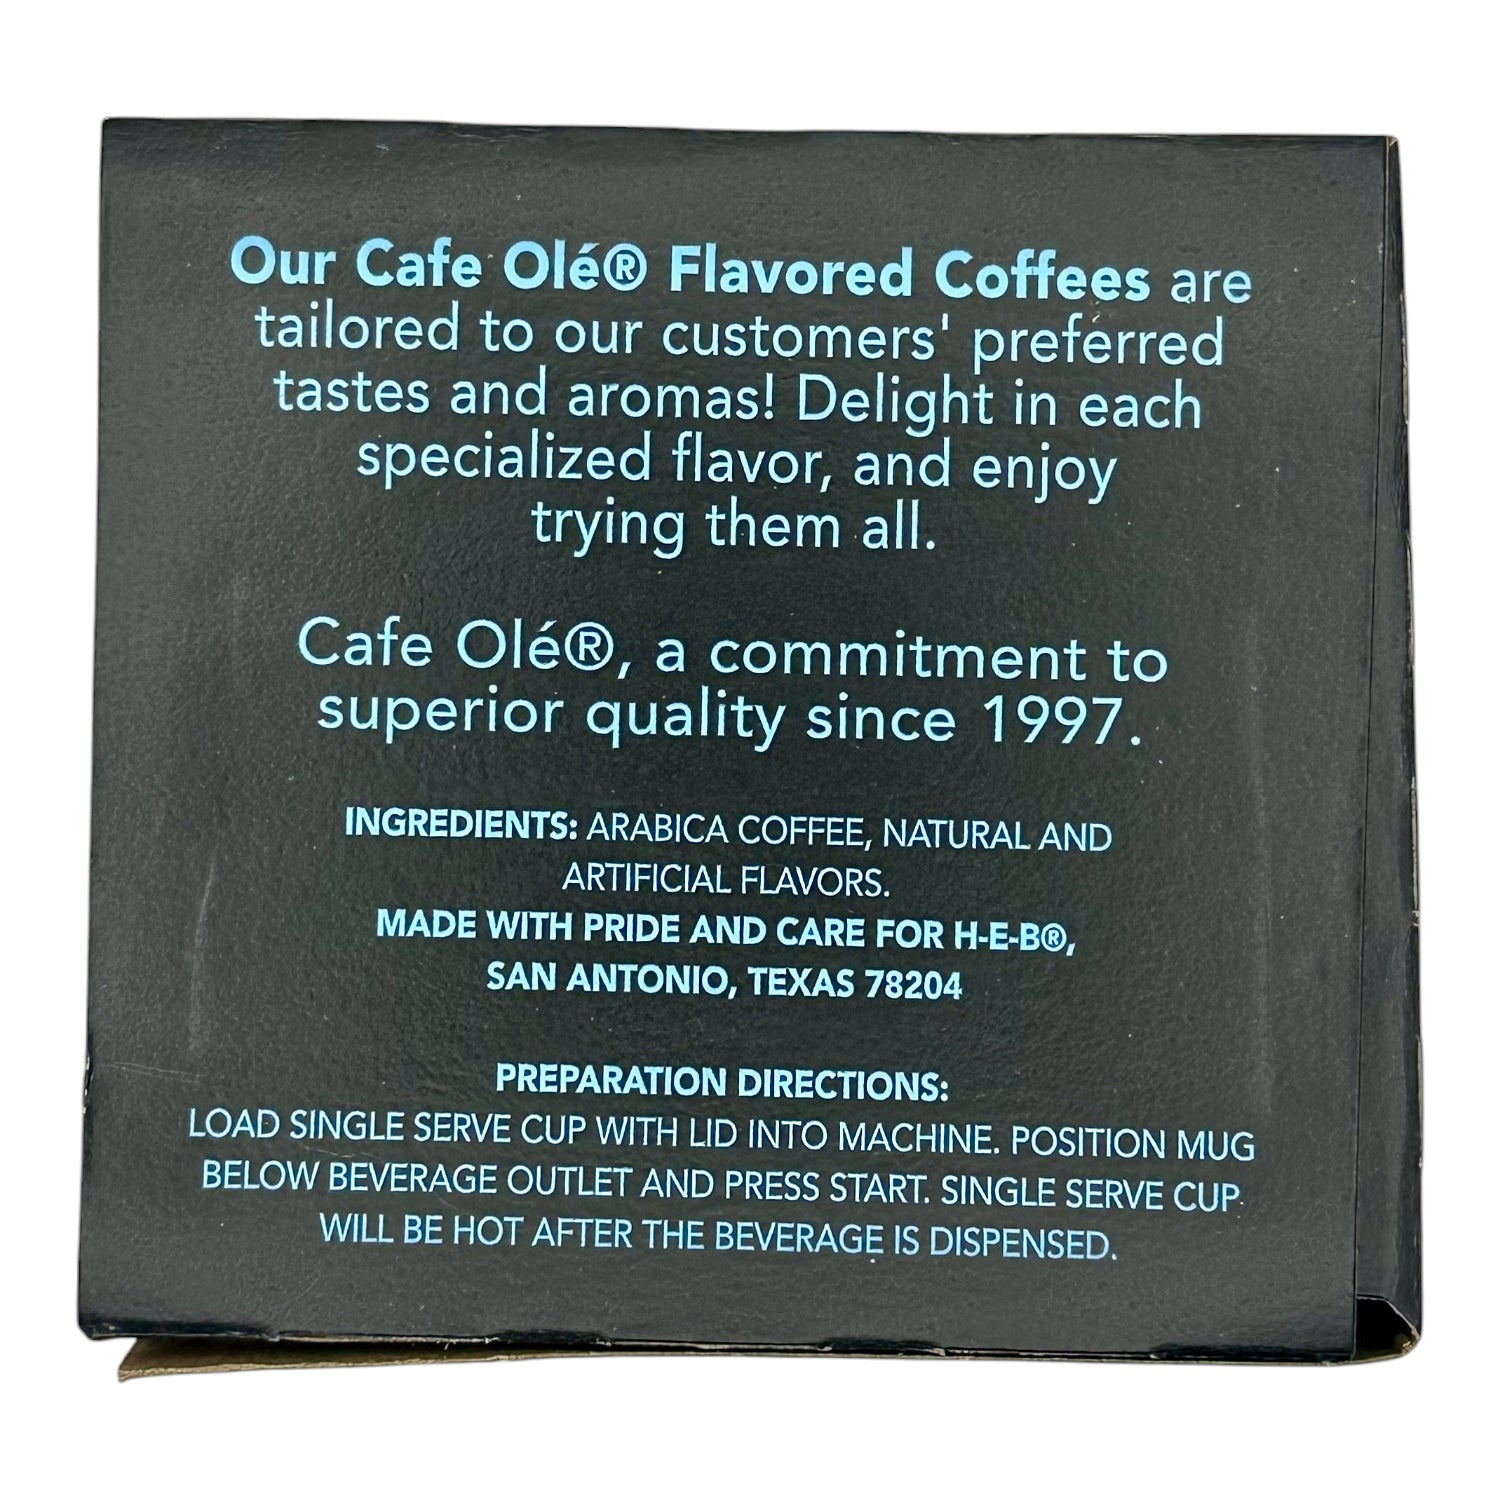 Our Cafe Olé® Flavored Coffees are
tailored to our customers' preferred
tastes and aromas! Delight in each
specialized flavor, and enjoy
trying them all.
Cafe Olé®, a commitment to
superior quality since 1997.
INGREDIENTS: ARABICA COFFEE, NATURAL AND
ARTIFICIAL FLAVORS.
MADE WITH PRIDE AND CARE FOR H-E-B®,
SAN ANTONIO, TEXAS 78204
PREPARATION DIRECTIONS:
LOAD SINGLE SERVE CUP WITH LID INTO MACHINE. POSITION MUG
BELOW BEVERAGE OUTLET AND PRESS START. SINGLE SERVE CUP
WILL BE HOT AFTER THE BEVERAGE IS DISPENSED.